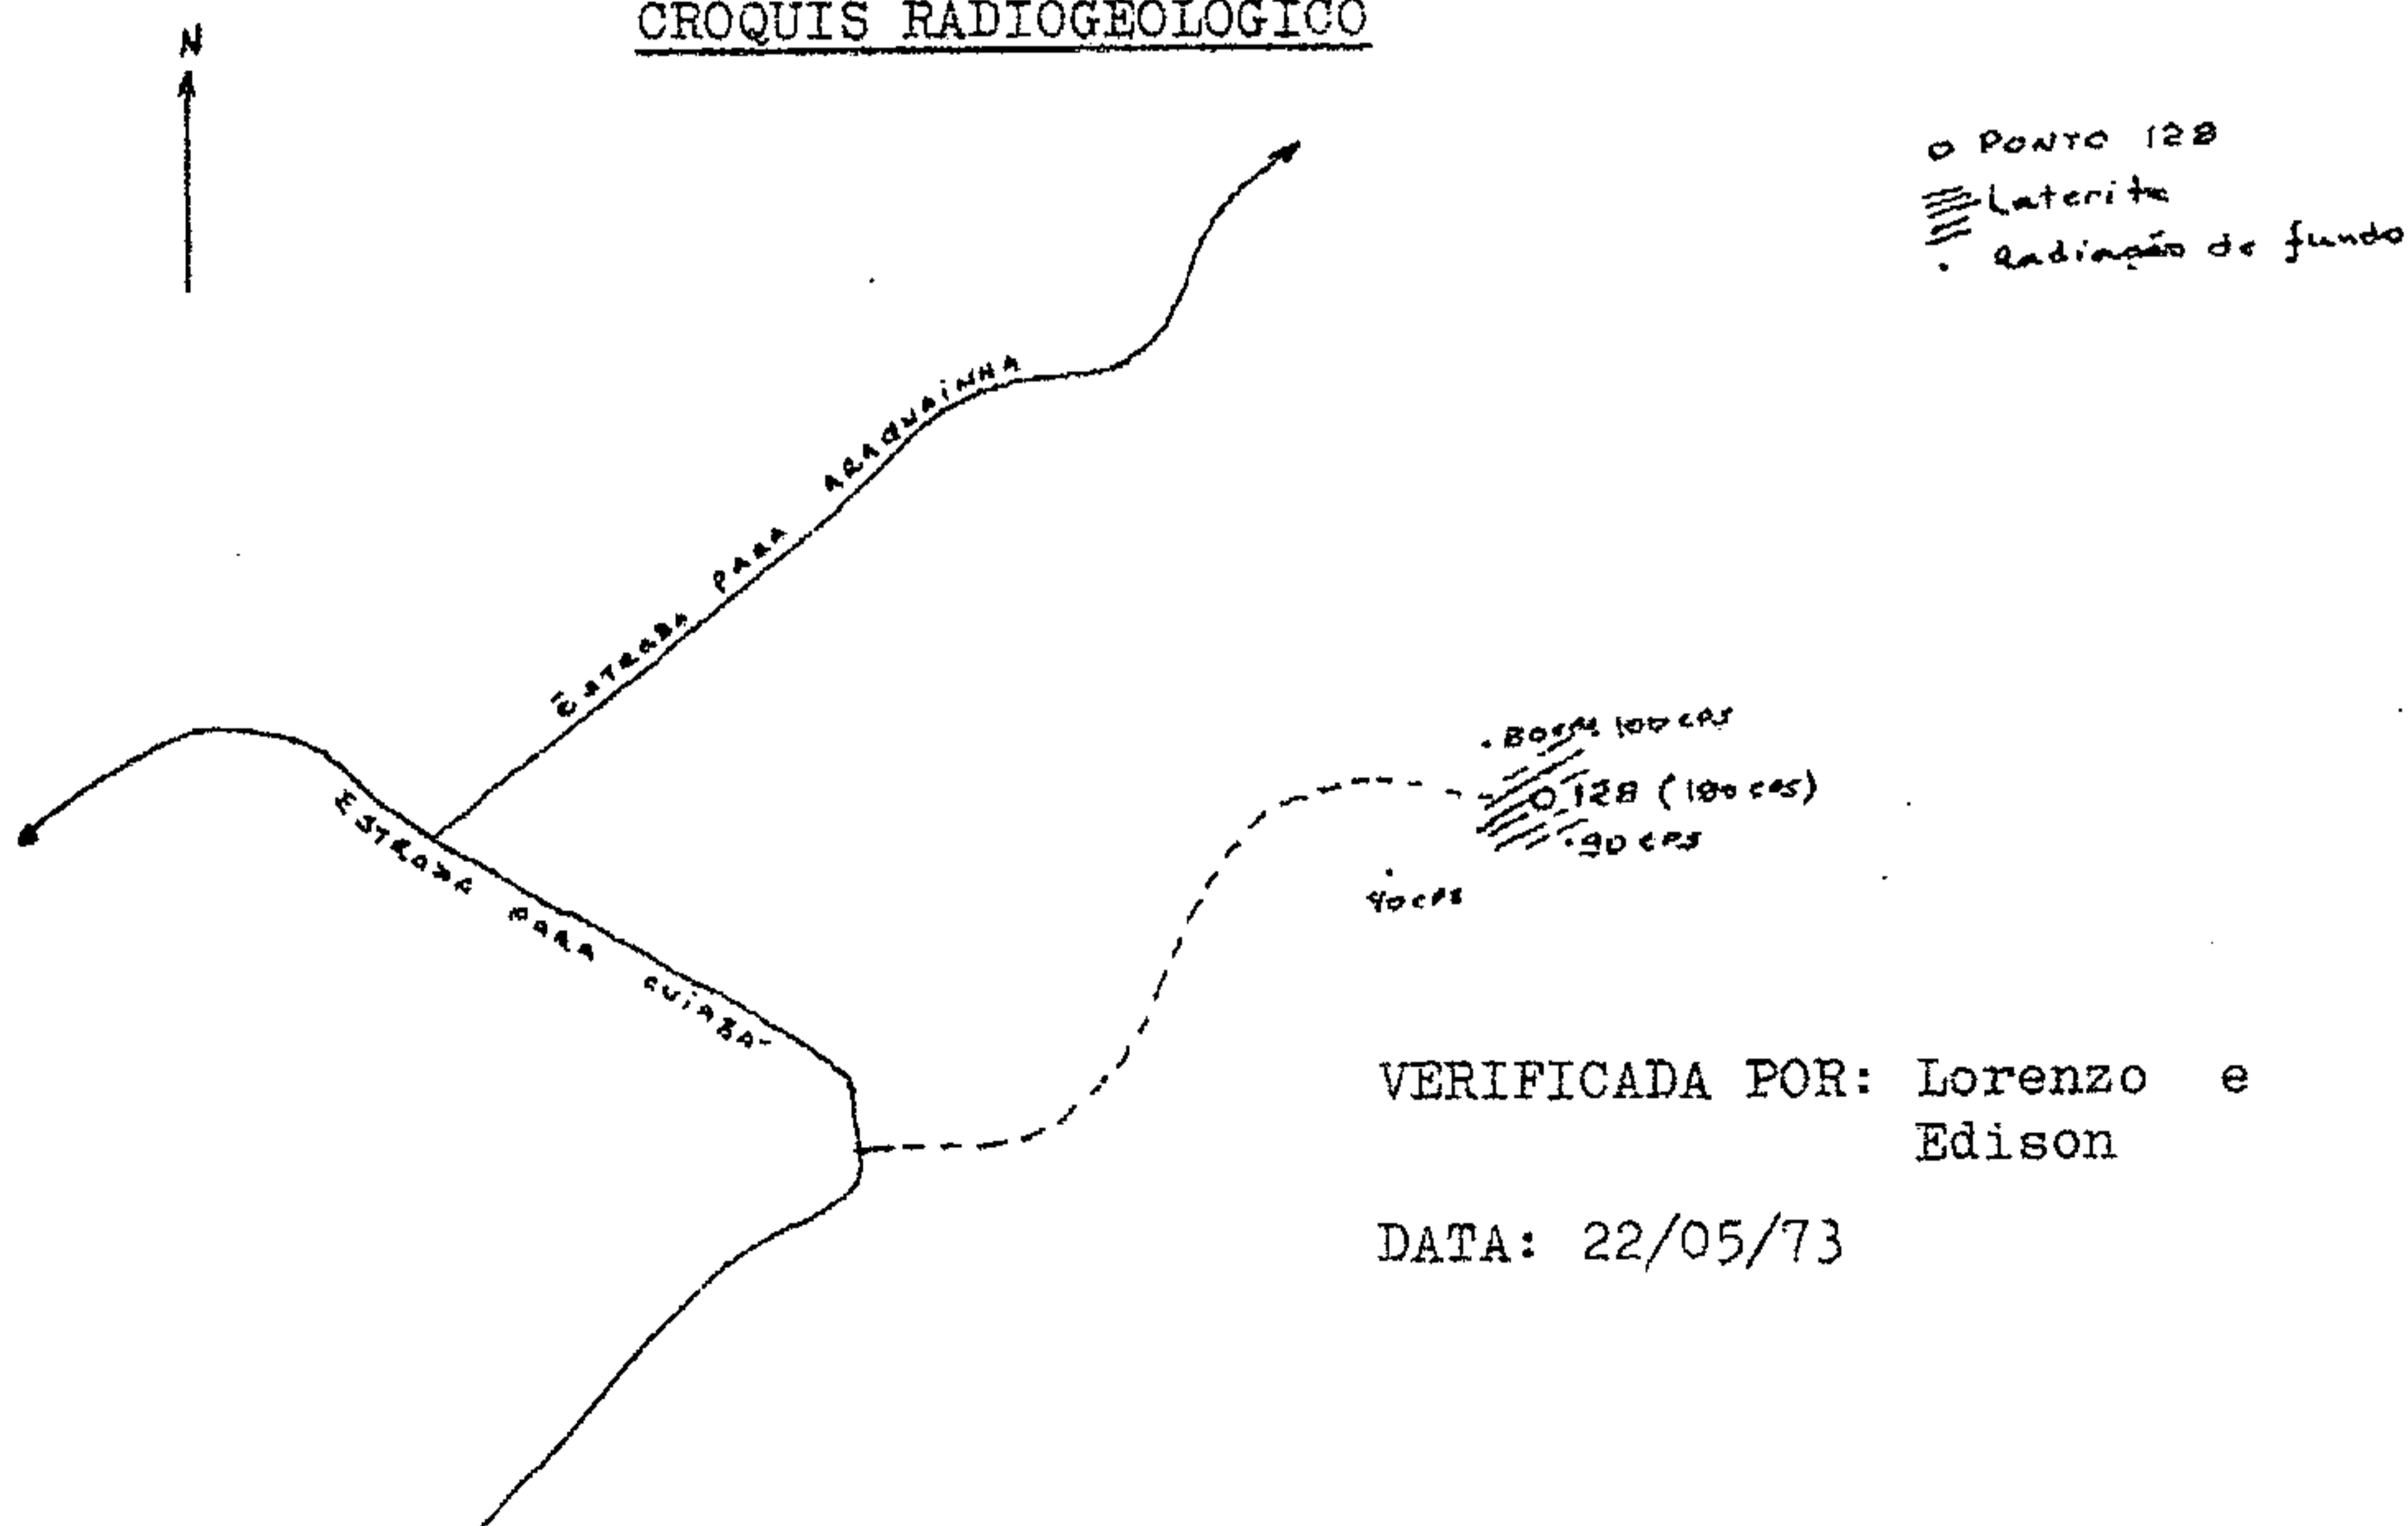 CROQUIS RADIOGEOLOGICO
N
O PONTO 128
Laterita
. Radiação de fundo
ESTRADA PARA ARAGUAINHA
ESTRADA PARA CUIABÁ
100 cps
128 (180 cps)
.90 cps
40 cps
VERIFICADA POR: Lorenzo e
Edison
DATA: 22/05/73